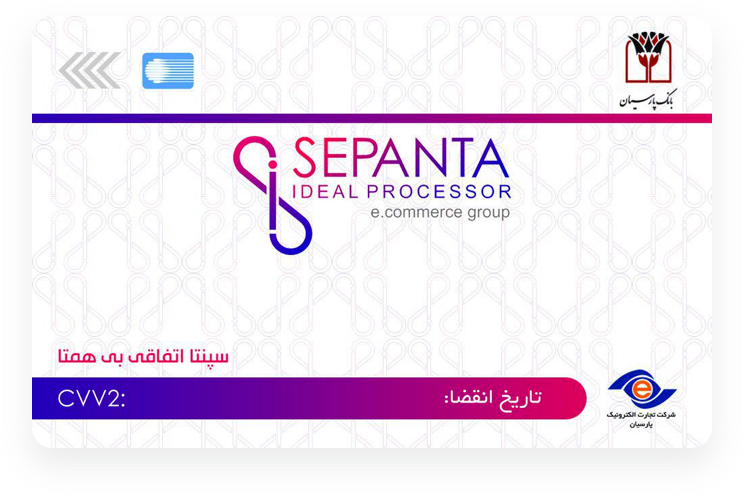 بانک پارسیان
SEPANTA
IDEAL PROCESSOR
e.commerce group
سپنتا اتفاقی بی همتا
تاریخ انقضا:
CVV2:
e
شرکت تجارت الکترونیک
پارسیان